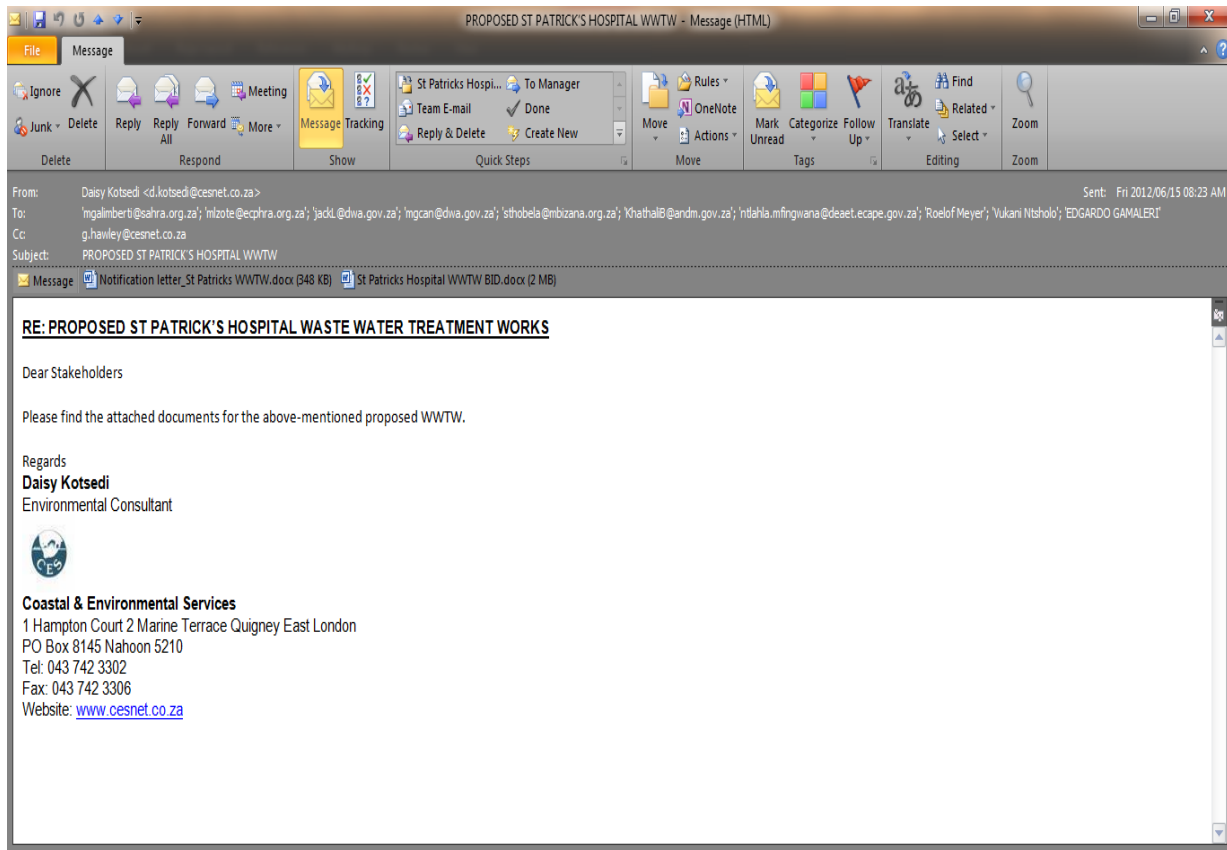 PROPOSED ST PATRICK'S HOSPITAL WWTW - Message (HTML)
File Message
Ignore
Junk
Delete
Reply
Reply All
Forward
Meeting
More
Message
Tracking
St Patricks Hospi... To Manager
Team E-mail Done
Reply & Delete Create New
Move
Rules
OneNote
Actions
Mark Unread
Categorize
Follow Up
Translate
Find
Related
Select
Zoom
Delete Respond Show Quick Steps Move Tags Editing Zoom
From: Daisy Kotsedi <d.kotsedi@cesnet.co.za> Sent: Fri 2012/06/15 08:23 AM
To: 'mgalimberti@sahra.org.za'; 'mlzote@ecphra.org.za'; 'jackL@dwa.gov.za'; 'mgcan@dwa.gov.za'; 'sthobela@mbizana.org.za'; 'KhathaliB@andm.gov.za'; 'ntlahla.mfingwana@deaet.ecape.gov.za'; 'Roelof Meyer'; 'Vukani Ntsholo'; 'EDGARDO GAMALERI'
Cc: g.hawley@cesnet.co.za
Subject: PROPOSED ST PATRICK'S HOSPITAL WWTW
Message Notification letter_St Patricks WWTW.docx (348 KB) St Patricks Hospital WWTW BID.docx (2 MB)
RE: PROPOSED ST PATRICK'S HOSPITAL WASTE WATER TREATMENT WORKS
Dear Stakeholders
Please find the attached documents for the above-mentioned proposed WWTW.
Regards
Daisy Kotsedi
Environmental Consultant
CES
Coastal & Environmental Services
1 Hampton Court 2 Marine Terrace Quigney East London
PO Box 8145 Nahoon 5210
Tel: 043 742 3302
Fax: 043 742 3306
Website: www.cesnet.co.za